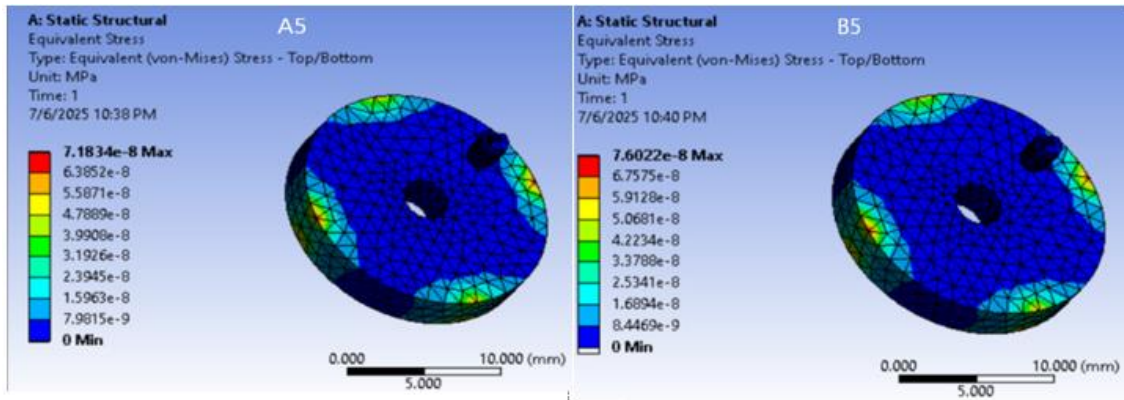 A: Static Structural
A5
Equivalent Stress
Type: Equivalent (von-Mises) Stress - Top/Bottom
Unit: MPa
Time: 1
7/6/2025 10:38 PM
7.1834e-8 Max
6.3852e-8
5.5871e-8
4.7889e-8
3.9908e-8
3.1926e-8
2.3945e-8
1.5963e-8
7.9815e-9
0 Min
0.000
10.000 (mm)
5.000
A: Static Structural
B5
Equivalent Stress
Type: Equivalent (von-Mises) Stress - Top/Bottom
Unit: MPa
Time: 1
7/6/2025 10:40 PM
7.6022e-8 Max
6.7575e-8
5.9128e-8
5.0681e-8
4.2234e-8
3.3788e-8
2.5341e-8
1.6894e-8
8.4469e-9
0 Min
0.000
10.000 (mm)
5.000